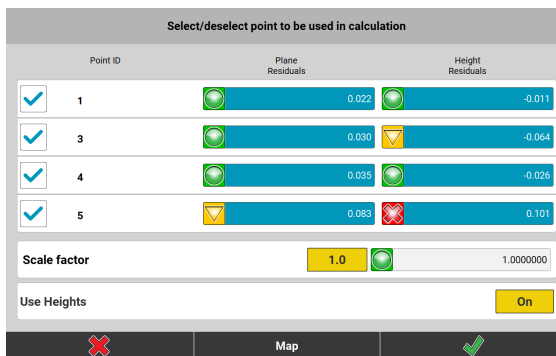 Select/deselect point to be used in calculation
Point ID
Plane
Residuals
Height
Residuals
1 0.022 -0.011
3 0.030 -0.064
4 0.035 -0.026
5 0.083 0.101
Scale factor 1.0 1.0000000
Use Heights On
Map